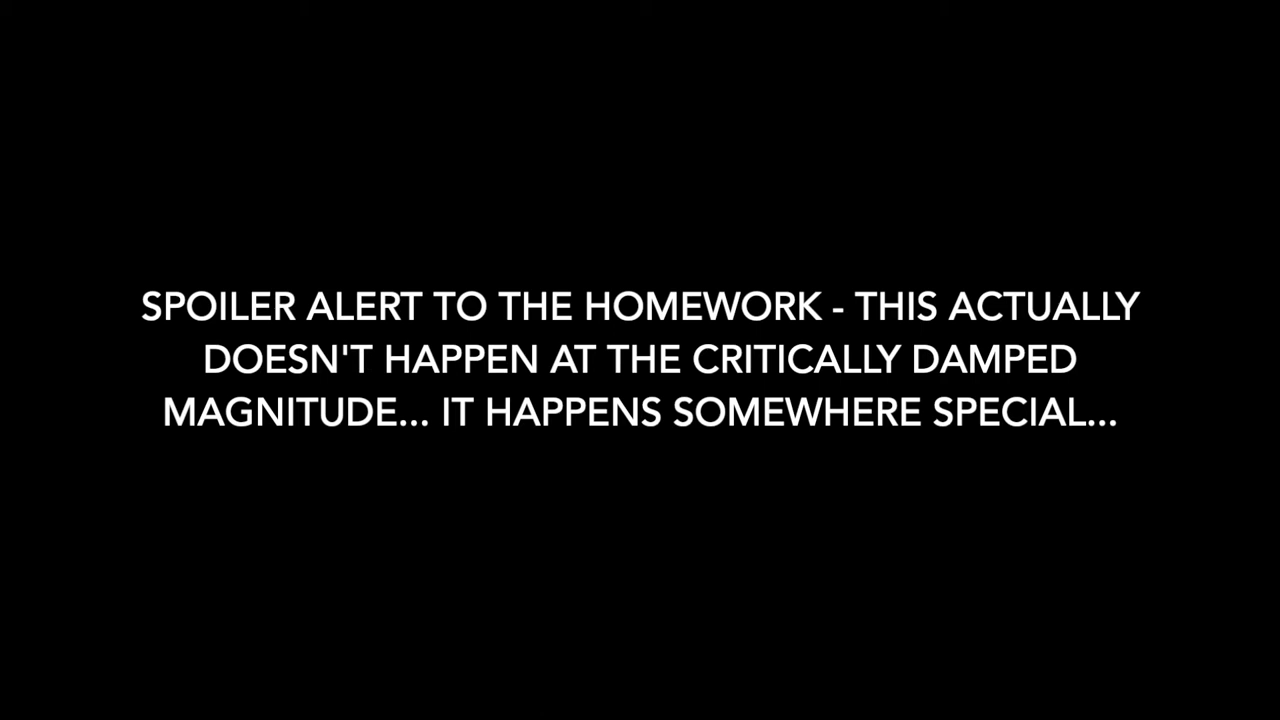 SPOILER ALERT TO THE HOMEWORK - THIS ACTUALLY
DOESN'T HAPPEN AT THE CRITICALLY DAMPED
MAGNITUDE... IT HAPPENS SOMEWHERE SPECIAL...